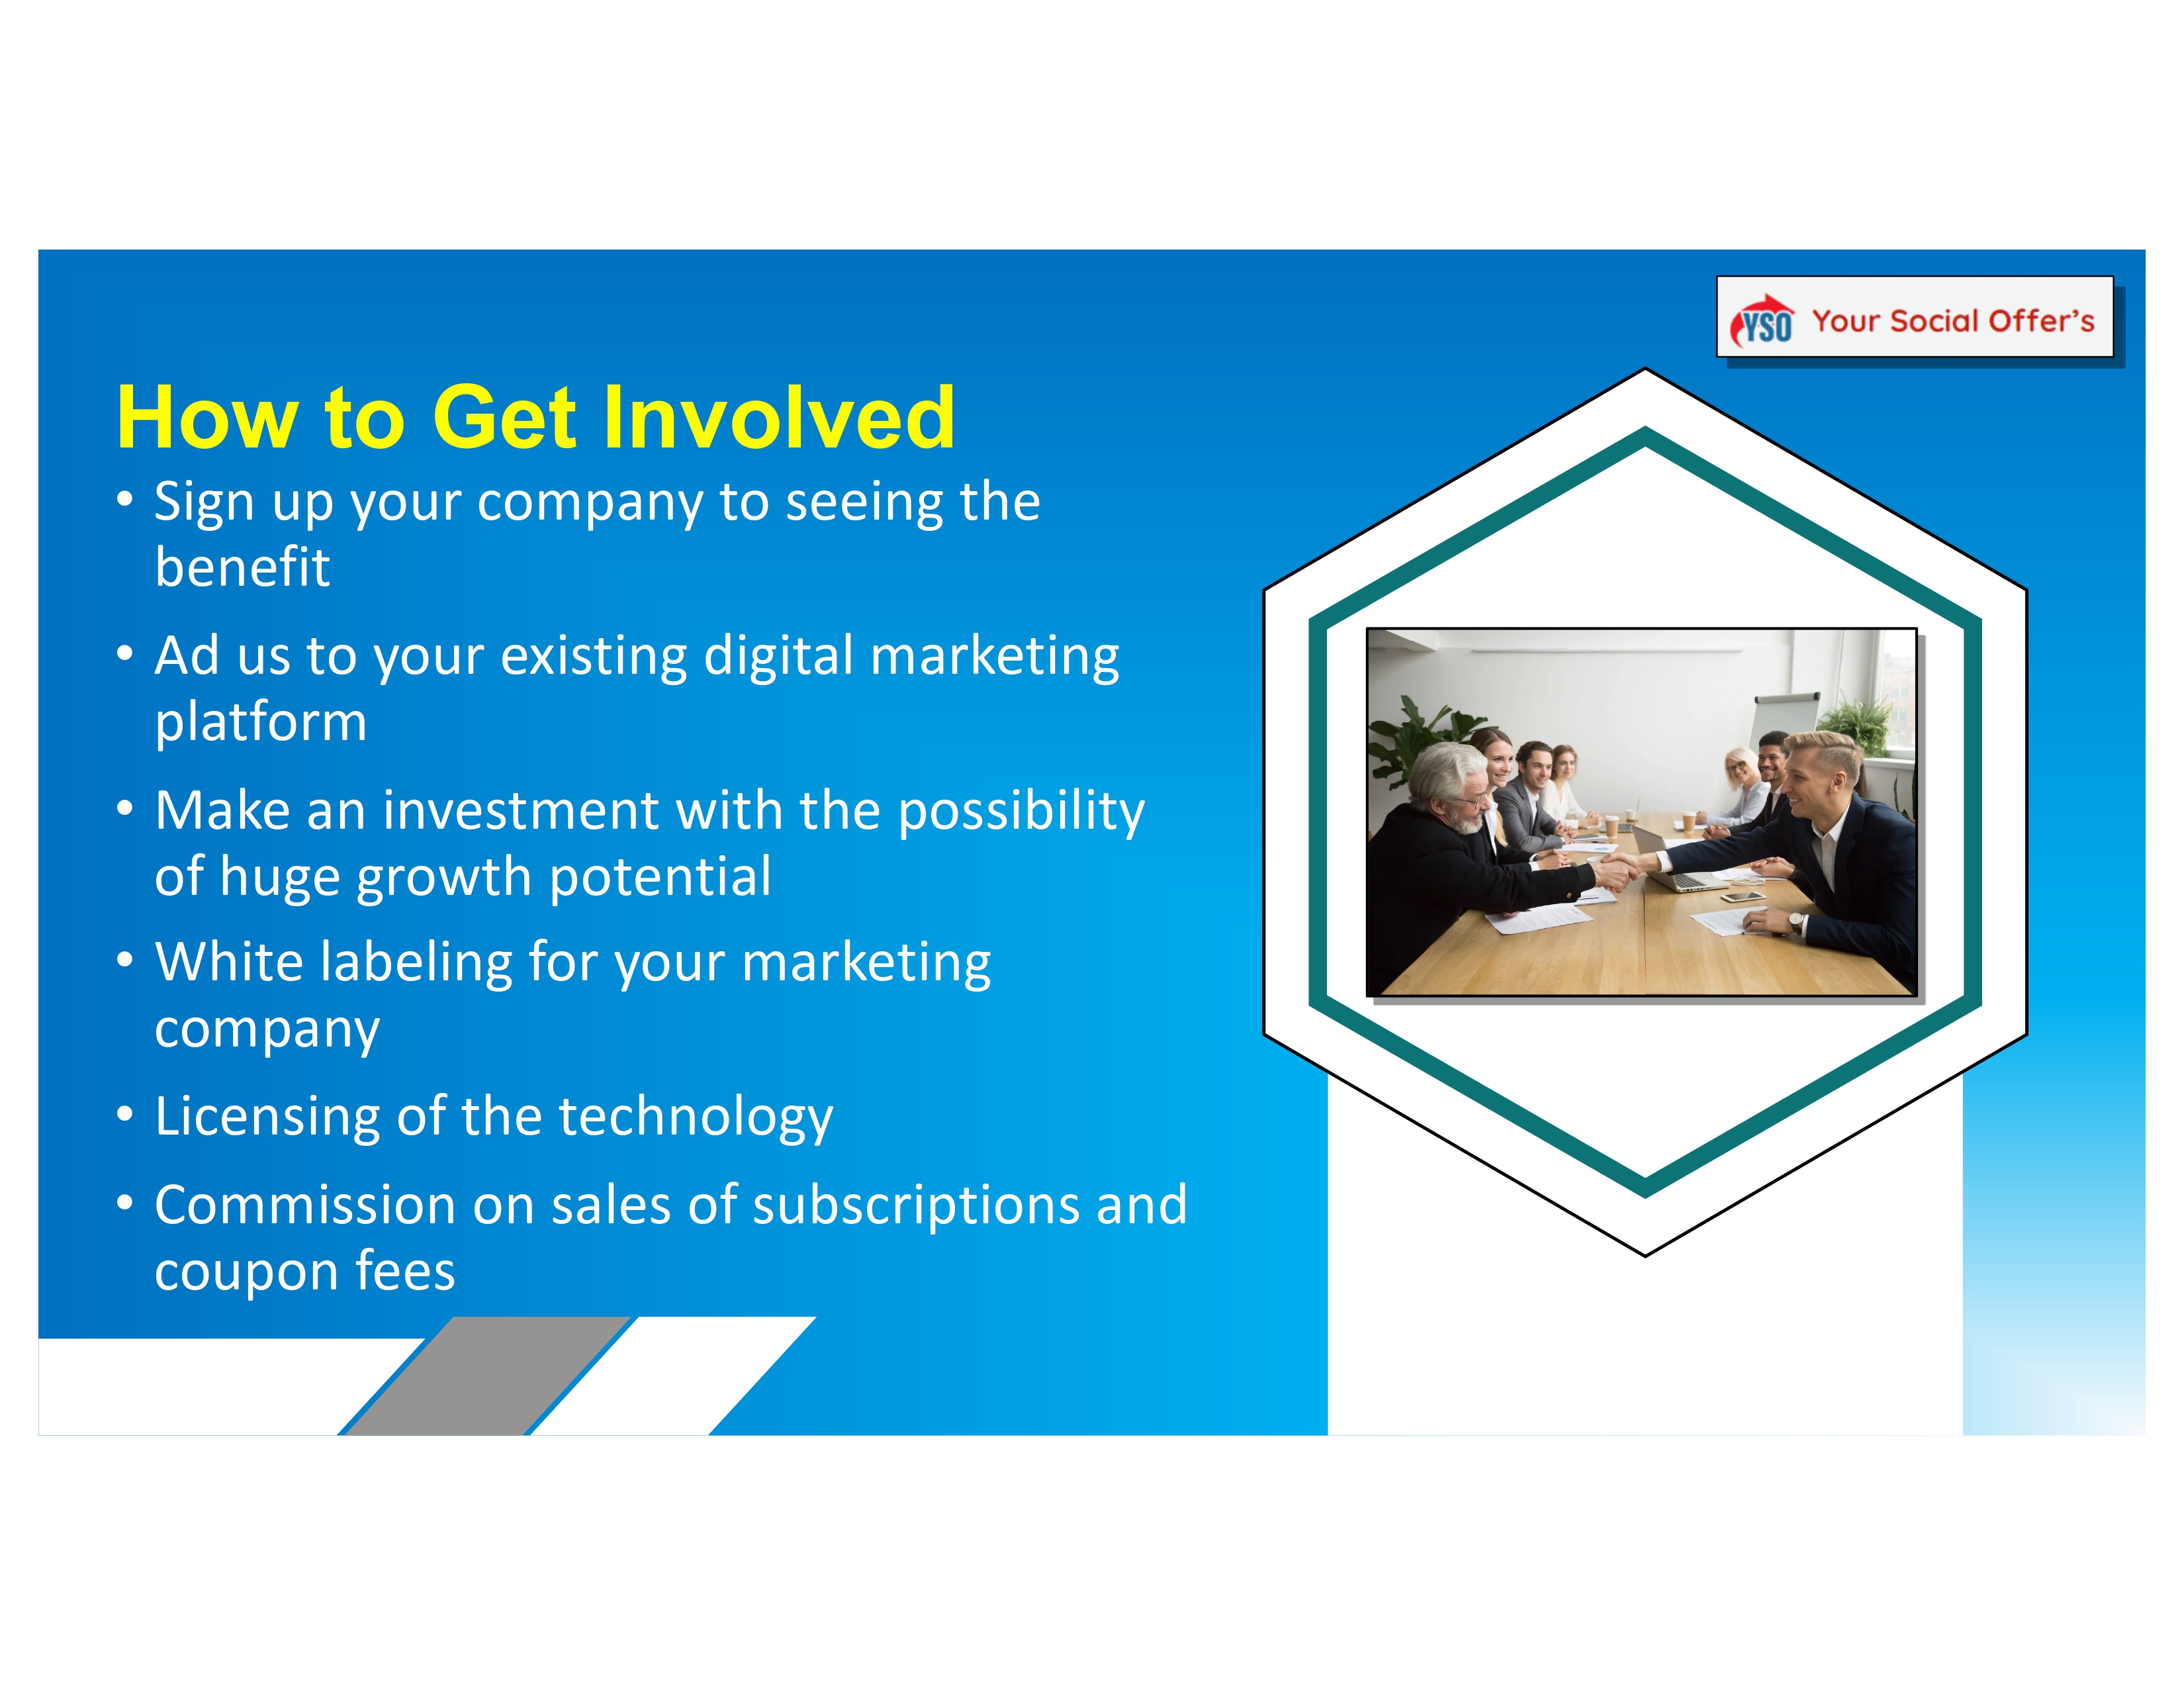 YSO Your Social Offer's
How to Get Involved
• Sign up your company to seeing the
benefit
• Ad us to your existing digital marketing
platform
• Make an investment with the possibility
of huge growth potential
• White labeling for your marketing
company
• Licensing of the technology
• Commission on sales of subscriptions and
coupon fees